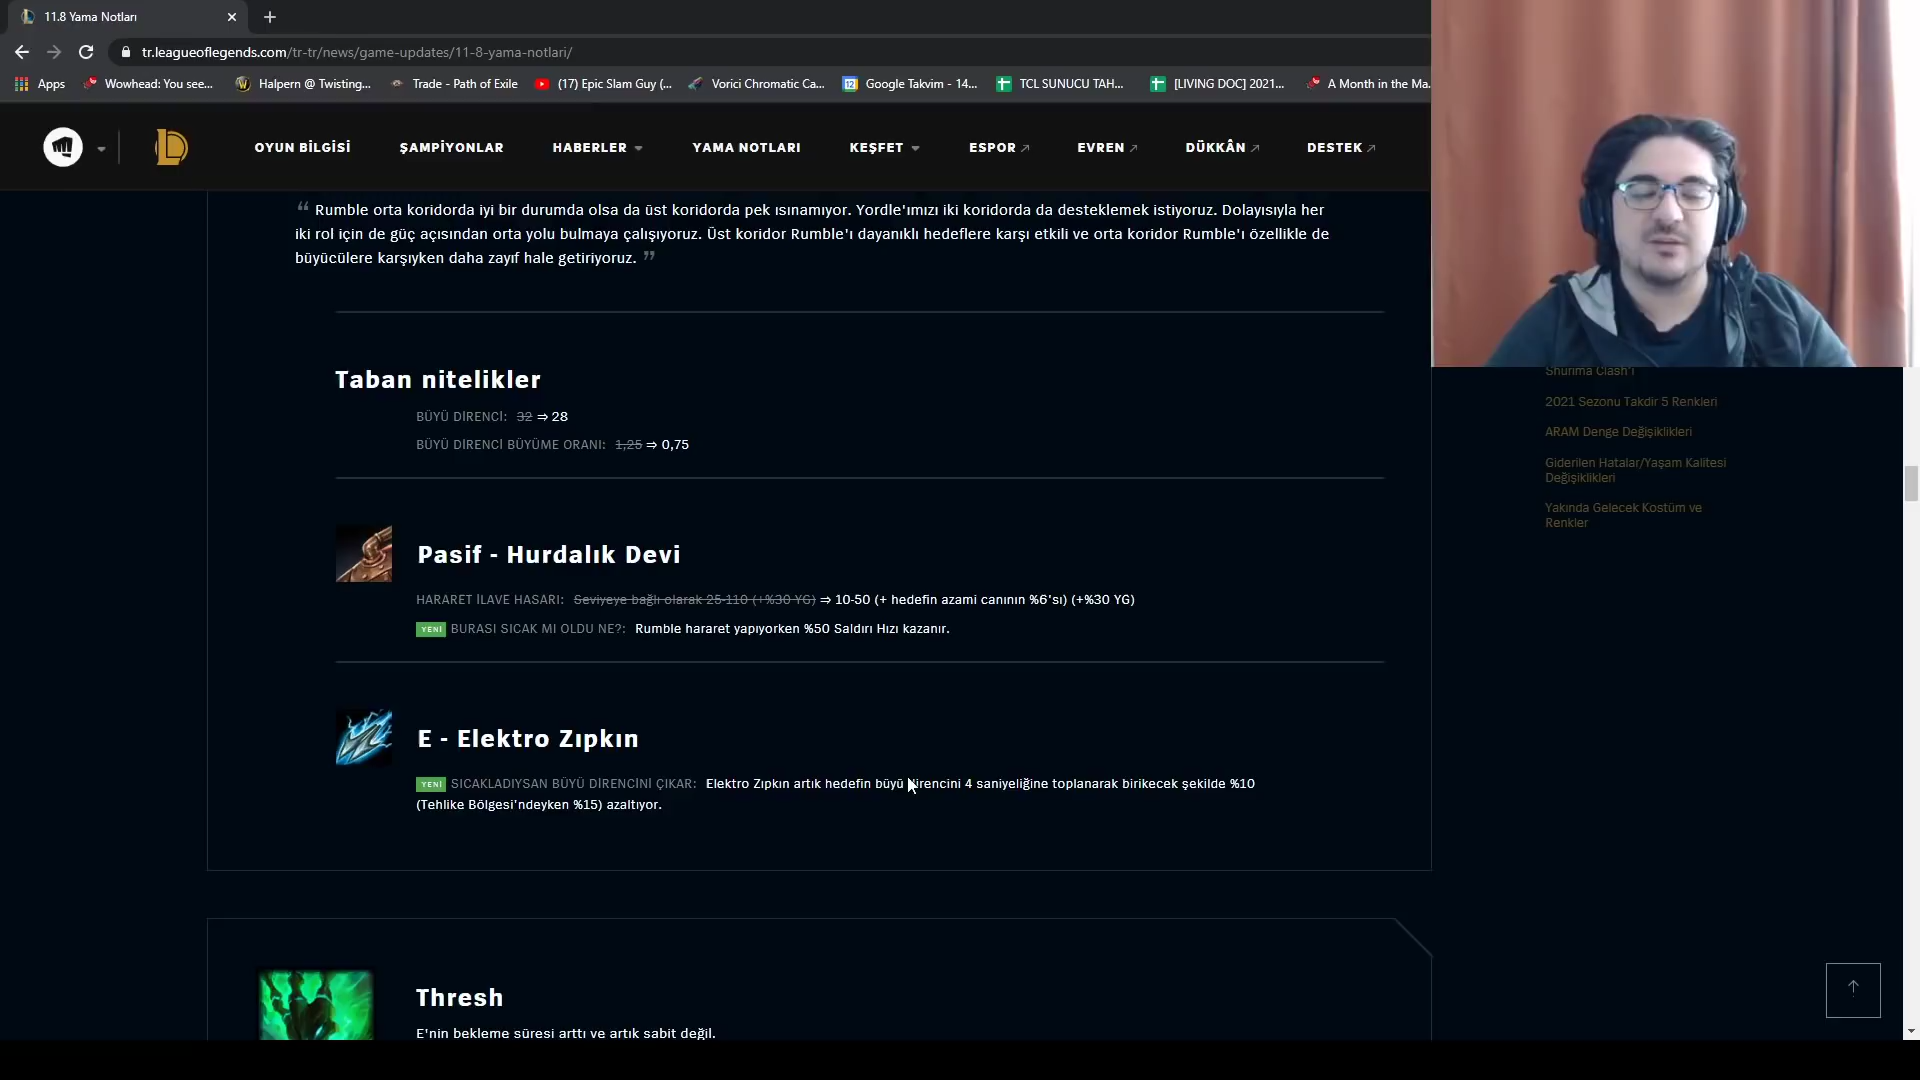 11.8 Yama Notları
tr.leagueoflegends.com/tr-tr/news/game-updates/11-8-yama-notlari/
Apps Wowhead: You see... Halpern @ Twisting... Trade - Path of Exile (17) Epic Slam Guy (... Vorici Chromatic Ca... Google Takvim - 14... TCL SUNUCU TAH... [LIVING DOC] 2021... A Month in the Ma...
OYUN BİLGİSİ ŞAMPİYONLAR HABERLER YAMA NOTLARI KEŞFET ESPOR EVREN DÜKKÂN DESTEK
“ Rumble orta koridorda iyi bir durumda olsa da üst koridorda pek ısınamıyor. Yordle'ımızı iki koridorda da desteklemek istiyoruz. Dolayısıyla her
iki rol için de güç açısından orta yolu bulmaya çalışıyoruz. Üst koridor Rumble'ı dayanıklı hedeflere karşı etkili ve orta koridor Rumble'ı özellikle de
büyücülere karşıyken daha zayıf hale getiriyoruz. ”
Taban nitelikler
BÜYÜ DİRENCİ: 32 ⇒ 28
BÜYÜ DİRENCİ BÜYÜME ORANI: 1,25 ⇒ 0,75
Pasif - Hurdalık Devi
HARARET İLAVE HASARI: Seviyeye bağlı olarak 25-110 (+%30 YG) ⇒ 10-50 (+ hedefin azami canının %6'sı) (+%30 YG)
YENİ BURASI SICAK MI OLDU NE?: Rumble hararet yapıyorken %50 Saldırı Hızı kazanır.
E - Elektro Zıpkın
YENİ SICAKLADIYSAN BÜYÜ DİRENCİNİ ÇIKAR: Elektro Zıpkın artık hedefin büyü direncini 4 saniyeliğine toplanarak birikecek şekilde %10
(Tehlike Bölgesi'ndeyken %15) azaltıyor.
Thresh
E'nin bekleme süresi arttı ve artık sabit değil.
Shurima Clash'i
2021 Sezonu Takdir 5 Renkleri
ARAM Denge Değişiklikleri
Giderilen Hatalar/Yaşam Kalitesi
Değişiklikleri
Yakında Gelecek Kostüm ve
Renkler